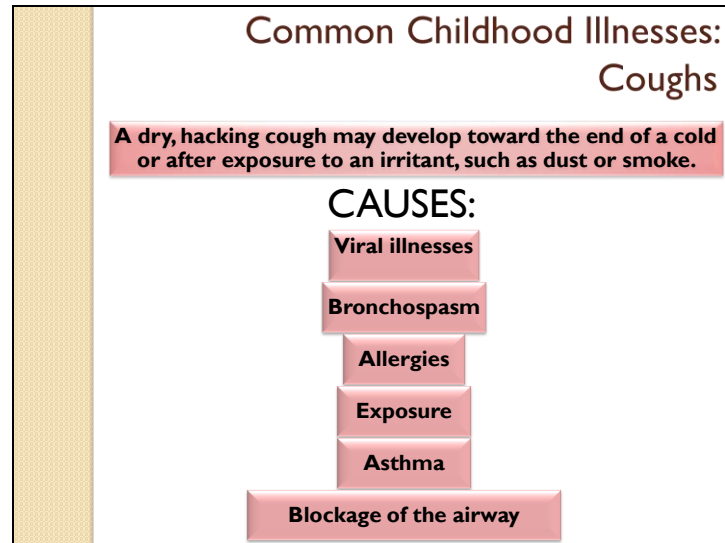 Common Childhood Illnesses:
Coughs
A dry, hacking cough may develop toward the end of a cold
or after exposure to an irritant, such as dust or smoke.
CAUSES:
Viral illnesses
Bronchospasm
Allergies
Exposure
Asthma
Blockage of the airway